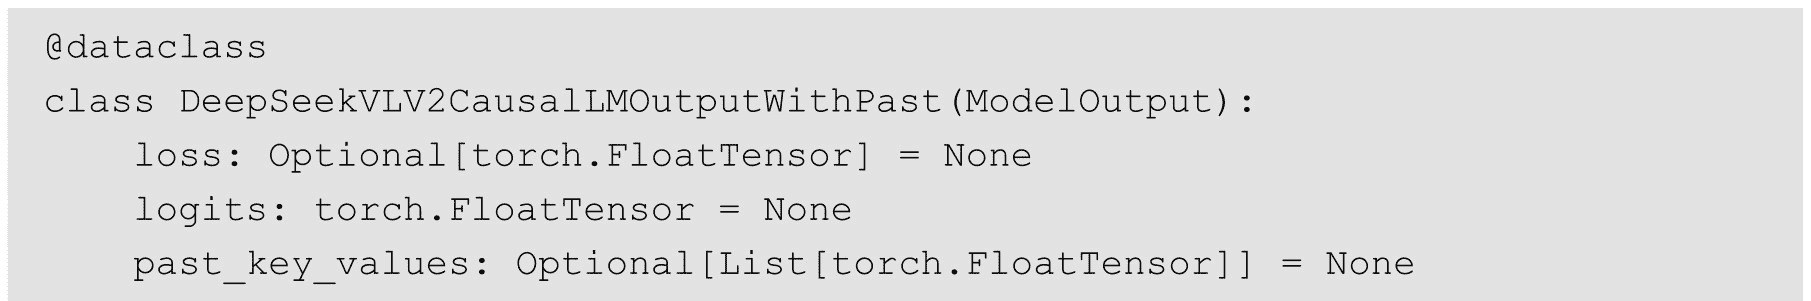 @dataclass
class DeepSeekVLV2CausalLMOutputWithPast(ModelOutput):
    loss: Optional[torch.FloatTensor] = None
    logits: torch.FloatTensor = None
    past_key_values: Optional[List[torch.FloatTensor]] = None